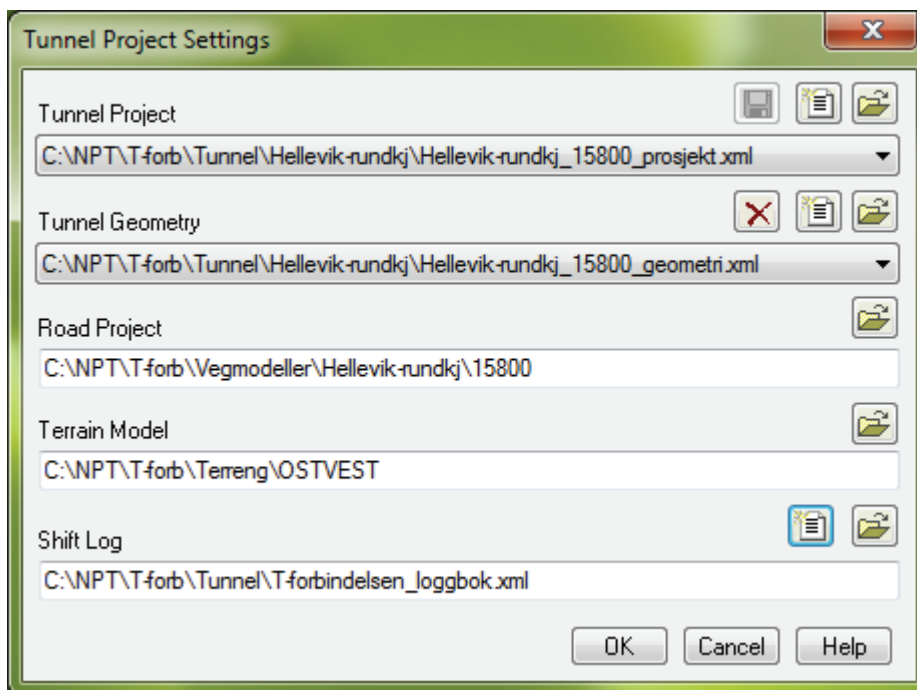 Tunnel Project Settings
Tunnel Project
C:\NPT\T-forb\Tunnel\Hellevik-rundkj\Hellevik-rundkj_15800_prosjekt.xml
Tunnel Geometry
C:\NPT\T-forb\Tunnel\Hellevik-rundkj\Hellevik-rundkj_15800_geometri.xml
Road Project
C:\NPT\T-forb\Vegmodeller\Hellevik-rundkj\15800
Terrain Model
C:\NPT\T-forb\Terreng\OSTVEST
Shift Log
C:\NPT\T-forb\Tunnel\T-forbindelsen_loggbok.xml
OK Cancel Help